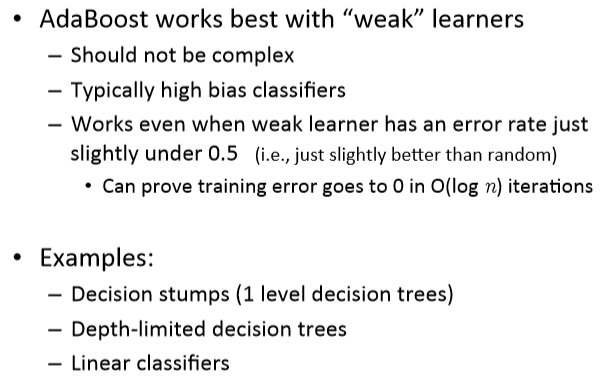 • AdaBoost works best with “weak” learners
– Should not be complex
– Typically high bias classifiers
– Works even when weak learner has an error rate just
slightly under 0.5 (i.e., just slightly better than random)
• Can prove training error goes to 0 in O(log n) iterations
• Examples:
– Decision stumps (1 level decision trees)
– Depth-limited decision trees
– Linear classifiers